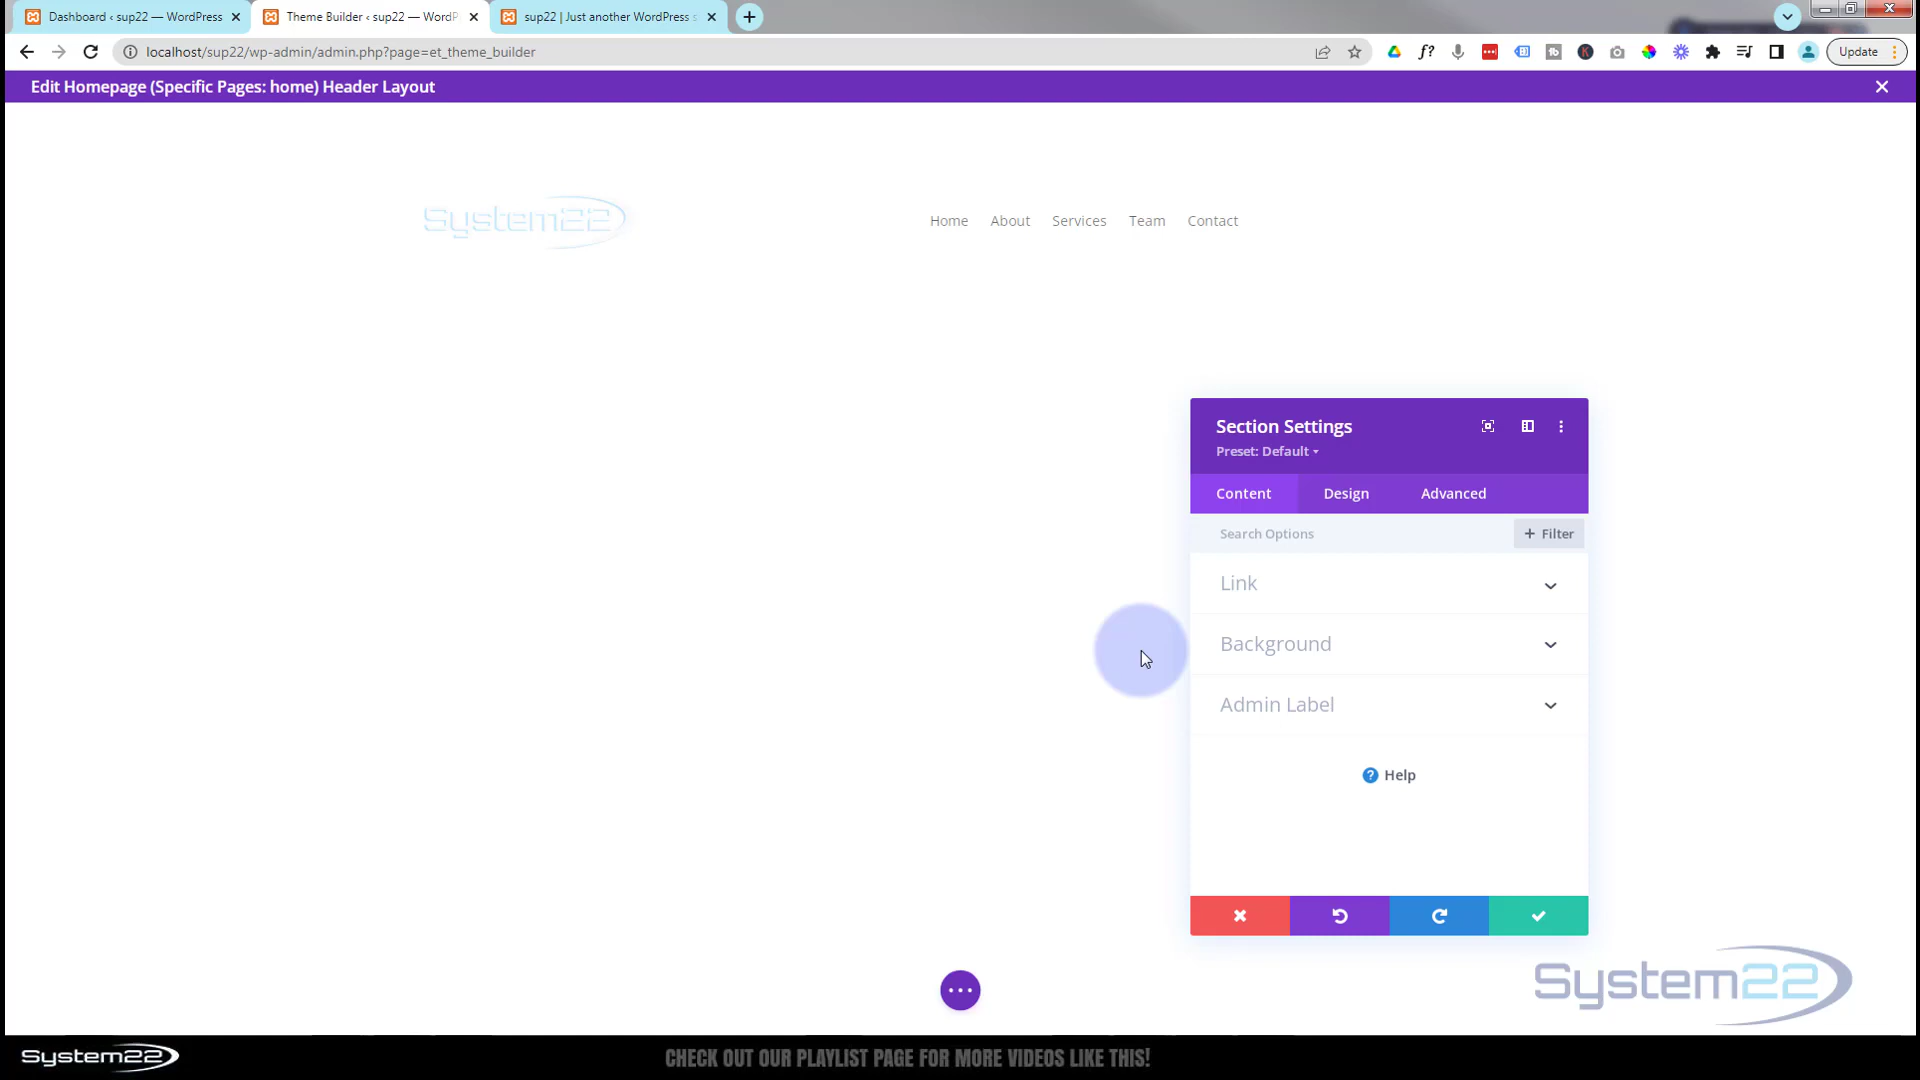 Dashboard ‹ sup22 — WordPress
Theme Builder ‹ sup22 — WordP
sup22 | Just another WordPress s
localhost/sup22/wp-admin/admin.php?page=et_theme_builder
f?
Update
Edit Homepage (Specific Pages: home) Header Layout
System22
Home About Services Team Contact
Section Settings
Preset: Default
Content Design Advanced
Search Options
+ Filter
Link
Background
Admin Label
? Help
System22
System22
CHECK OUT OUR PLAYLIST PAGE FOR MORE VIDEOS LIKE THIS!